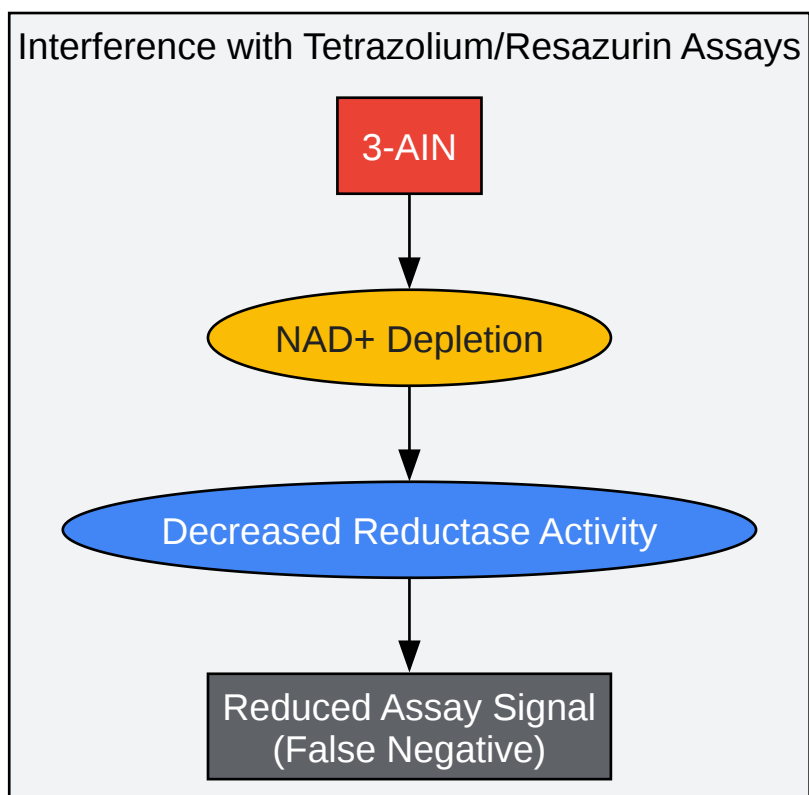 Interference with Tetrazolium/Resazurin Assays
3-AIN
NAD+ Depletion
Decreased Reductase Activity
Reduced Assay Signal
(False Negative)